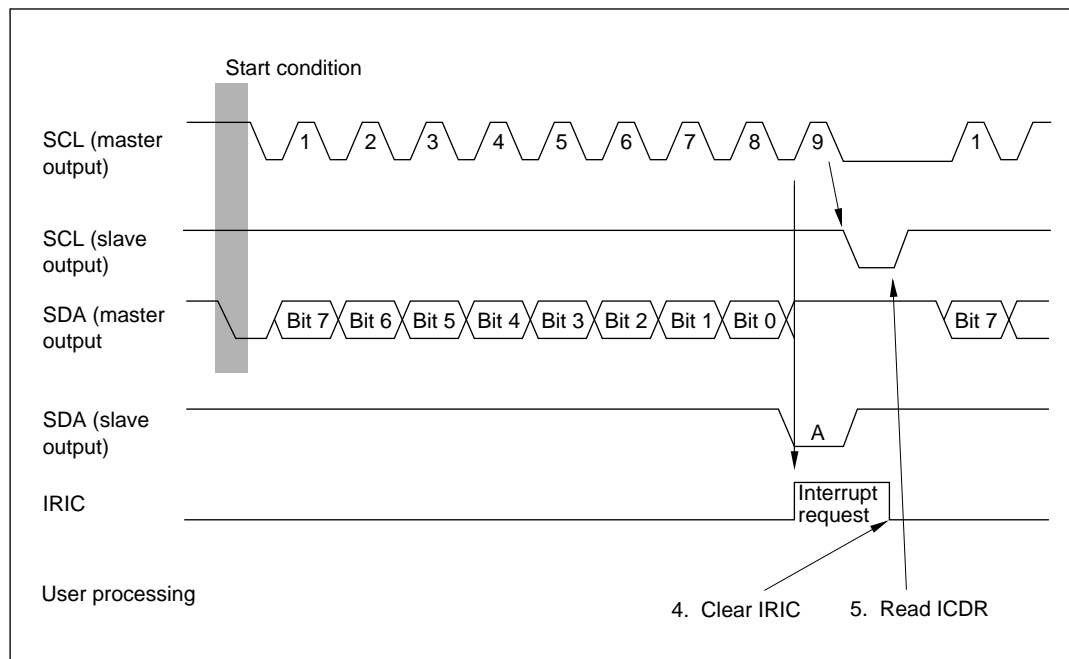 Start condition
SCL (master
output)
1 2 3 4 5 6 7 8 9 1
SCL (slave
output)
SDA (master
output
Bit 7 Bit 6 Bit 5 Bit 4 Bit 3 Bit 2 Bit 1 Bit 0 Bit 7
SDA (slave
output)
A
IRIC
Interrupt
request
User processing
4. Clear IRIC
5. Read ICDR